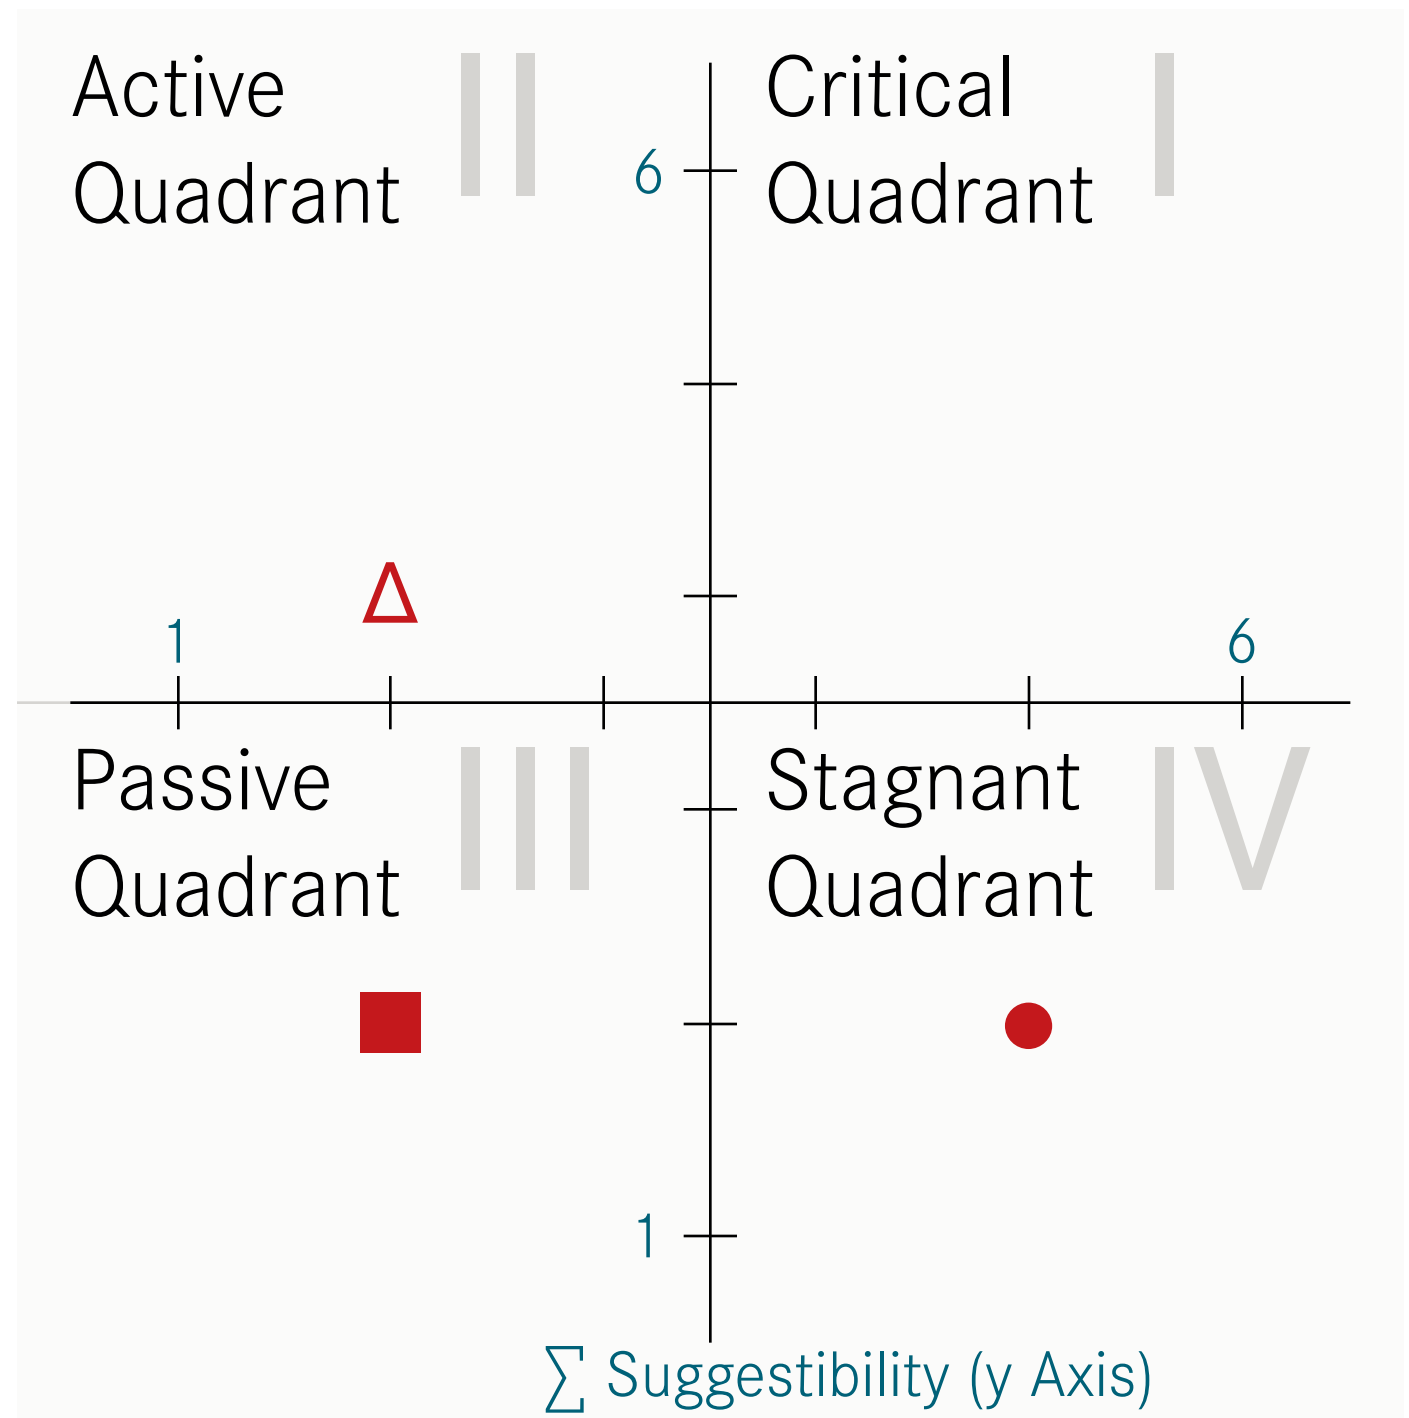 Active
Quadrant
II
Critical
Quadrant
I
6
Δ
1
6
Passive
Quadrant
III
Stagnant
Quadrant
IV
1
∑ Suggestibility (y Axis)